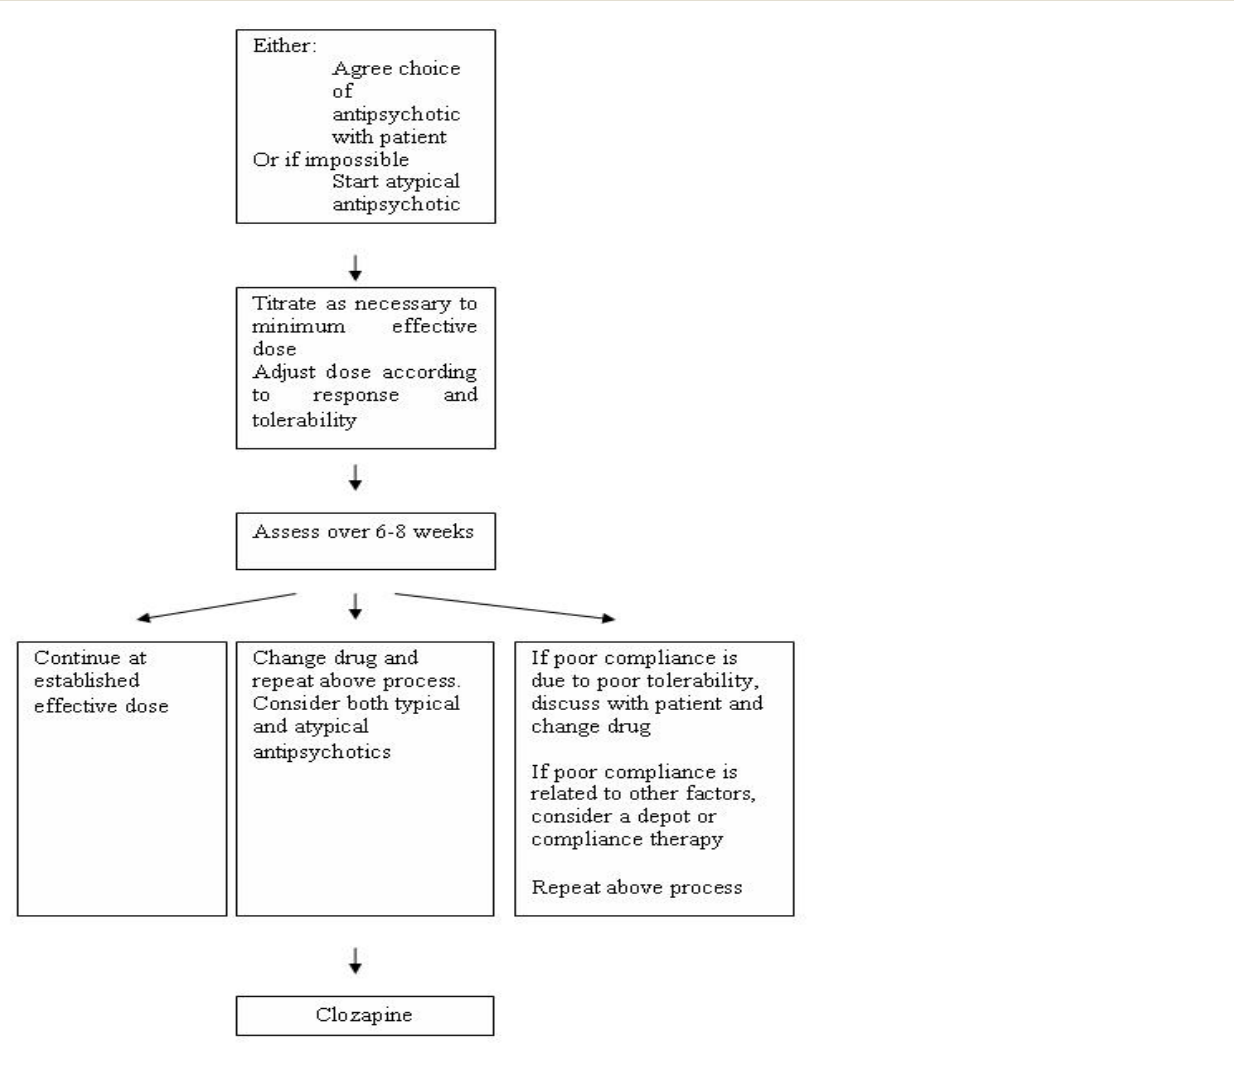 Either:
Agree choice
of
antipsychotic
with patient
Or if impossible
Start atypical
antipsychotic
Titrate as necessary to
minimum effective
dose
Adjust dose according
to response and
tolerability
Assess over 6-8 weeks
Continue at
established
effective dose
Change drug and
repeat above process.
Consider both typical
and atypical
antipsychotics
If poor compliance is
due to poor tolerability,
discuss with patient and
change drug
If poor compliance is
related to other factors,
consider a depot or
compliance therapy
Repeat above process
Clozapine